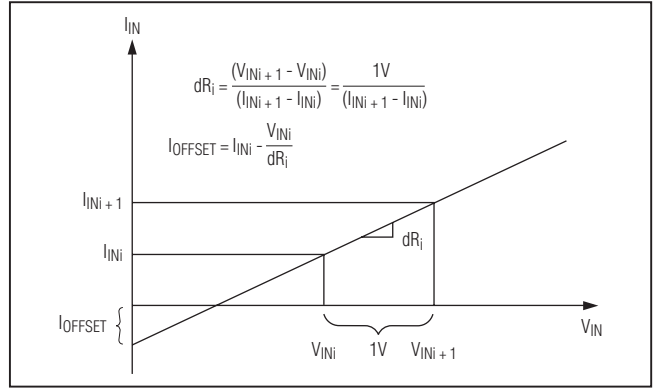 I_IN
dR_i = (V_INi + 1 - V_INi) / (I_INi + 1 - I_INi) = 1V / (I_INi + 1 - I_INi)
I_OFFSET = I_INi - V_INi / dR_i
I_INi + 1
I_INi
dR_i
I_OFFSET {
V_IN
V_INi 1V V_INi + 1